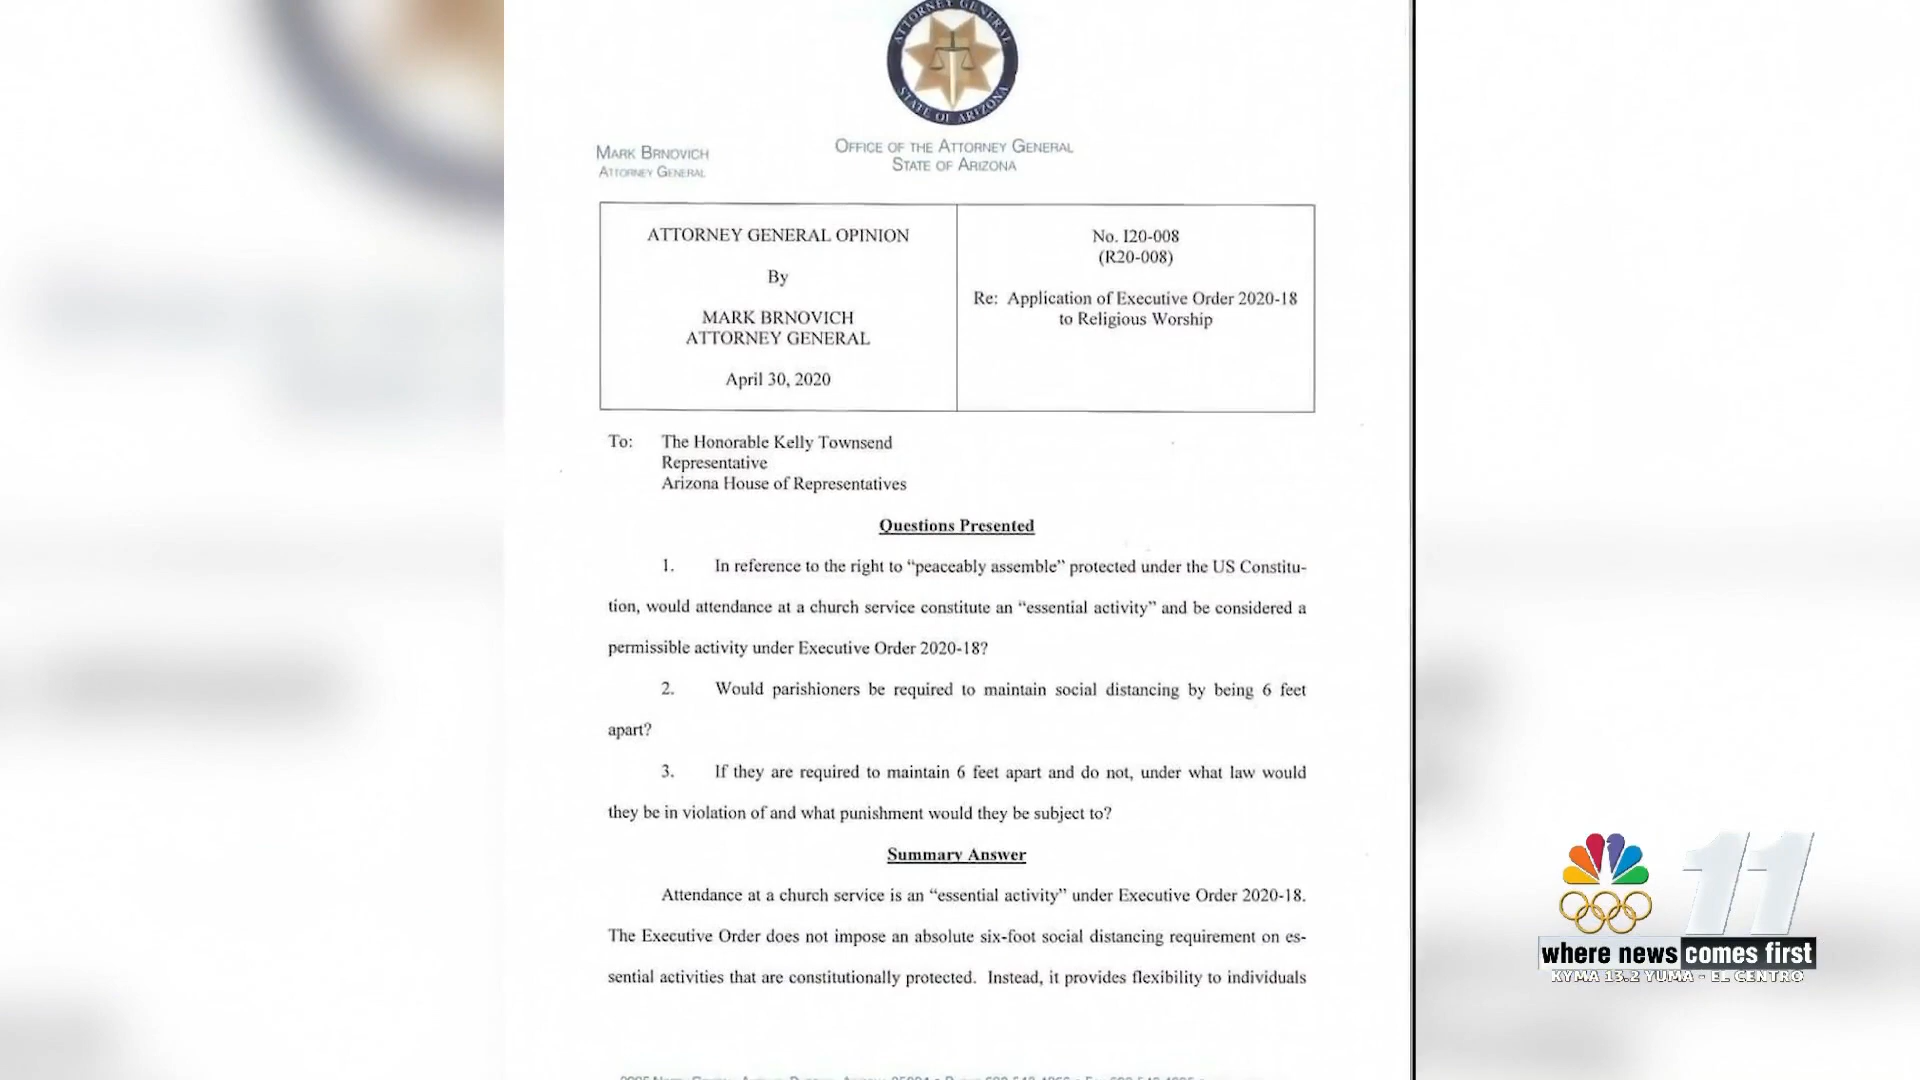 ATTORNEY GENERAL
STATE OF ARIZONA
MARK BRNOVICH
ATTORNEY GENERAL
OFFICE OF THE ATTORNEY GENERAL
STATE OF ARIZONA
ATTORNEY GENERAL OPINION
By
MARK BRNOVICH
ATTORNEY GENERAL
April 30, 2020
No. I20-008
(R20-008)
Re: Application of Executive Order 2020-18
to Religious Worship
To: The Honorable Kelly Townsend
Representative
Arizona House of Representatives
Questions Presented
1. In reference to the right to “peaceably assemble” protected under the US Constitu-
tion, would attendance at a church service constitute an “essential activity” and be considered a
permissible activity under Executive Order 2020-18?
2. Would parishioners be required to maintain social distancing by being 6 feet
apart?
3. If they are required to maintain 6 feet apart and do not, under what law would
they be in violation of and what punishment would they be subject to?
Summary Answer
Attendance at a church service is an “essential activity” under Executive Order 2020-18.
The Executive Order does not impose an absolute six-foot social distancing requirement on es-
sential activities that are constitutionally protected. Instead, it provides flexibility to individuals
11
where news comes first
KYMA 13.2 YUMA - EL CENTRO